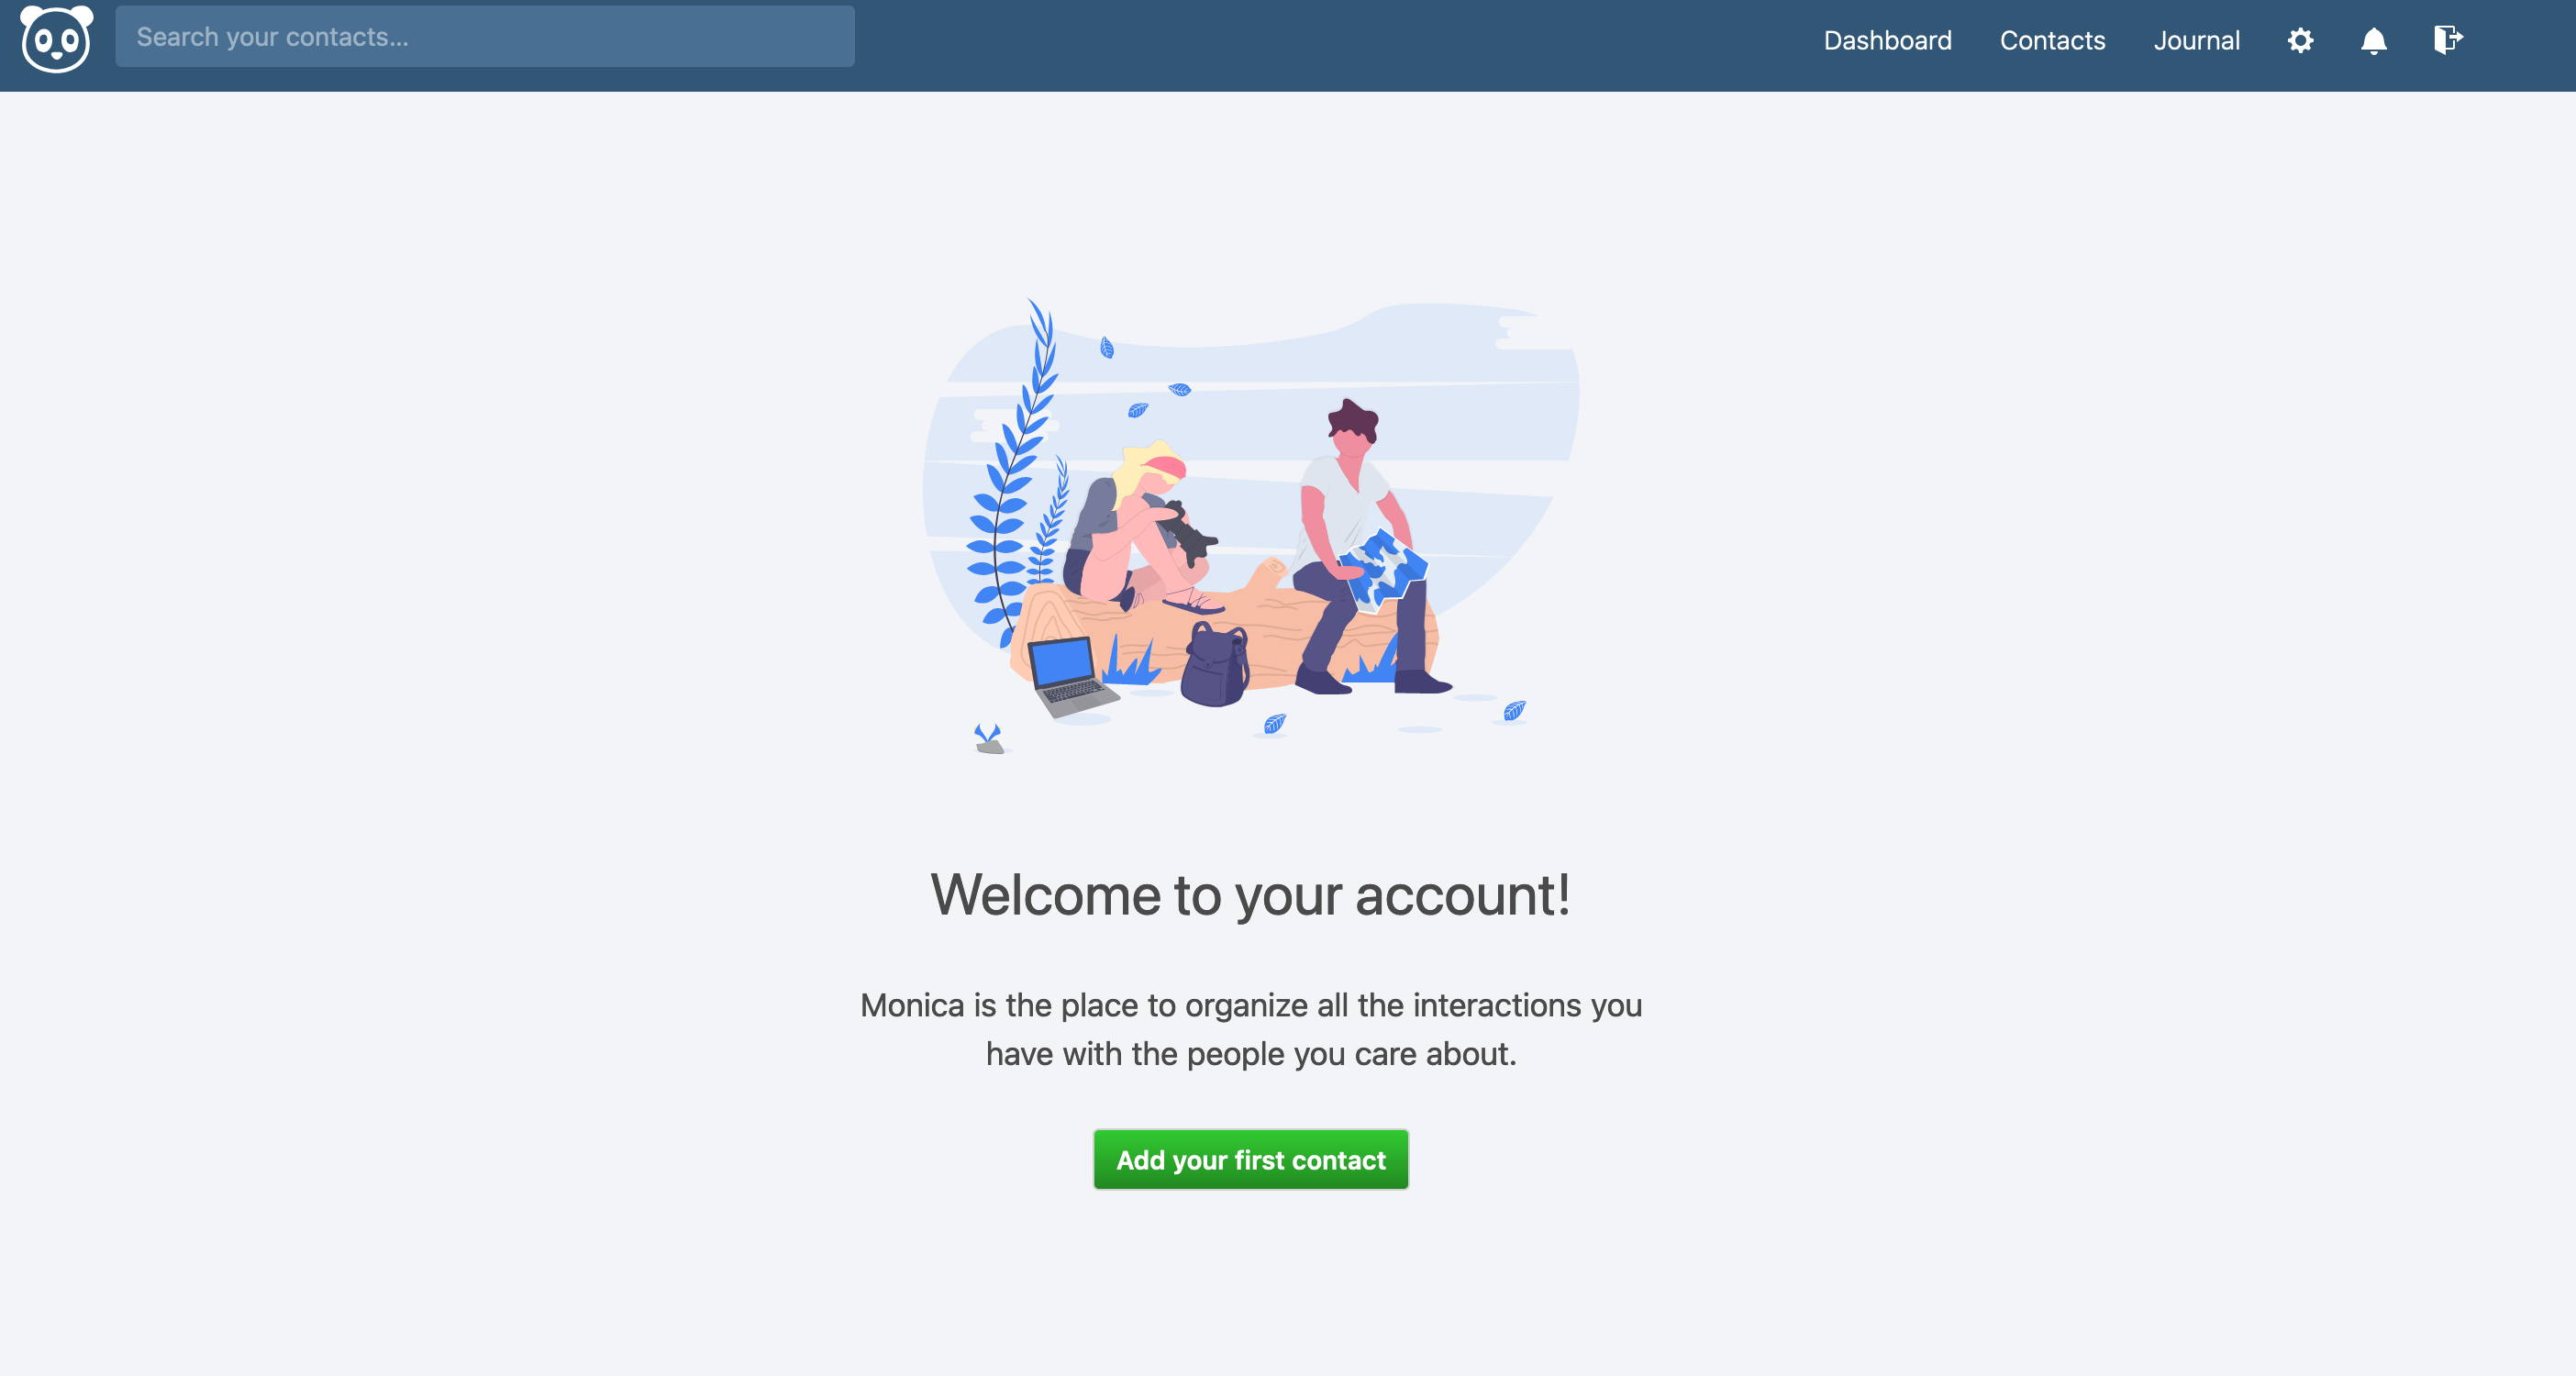 Search your contacts...
Dashboard
Contacts
Journal
Welcome to your account!
Monica is the place to organize all the interactions you
have with the people you care about.
Add your first contact